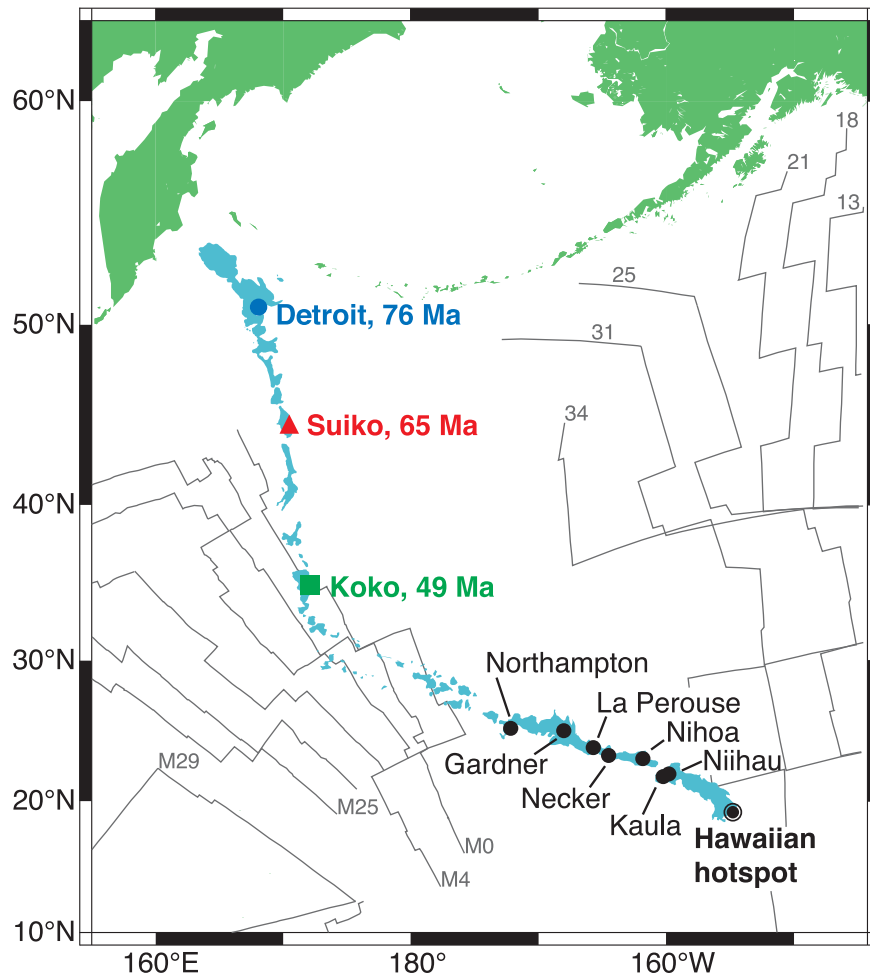 60°N
18
21
13
25
50°N
Detroit, 76 Ma
31
34
Suiko, 65 Ma
40°N
Koko, 49 Ma
30°N
Northampton
La Perouse
Nihoa
Gardner
Niihau
M29
Necker
20°N
M25
Kaula
M0
Hawaiian
hotspot
M4
10°N
160°E
180°
160°W